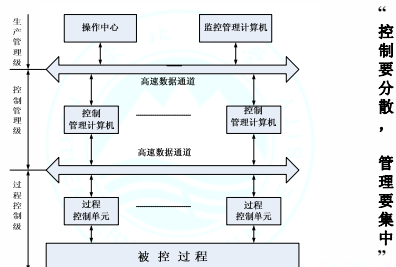 生产管理级
操作中心
监控管理计算机
高速数据通道
控制管理级
控制
管理计算机
控制
管理计算机
高速数据通道
过程控制级
过程
控制单元
过程
控制单元
被控过程
“控制要分散，管理要集中”